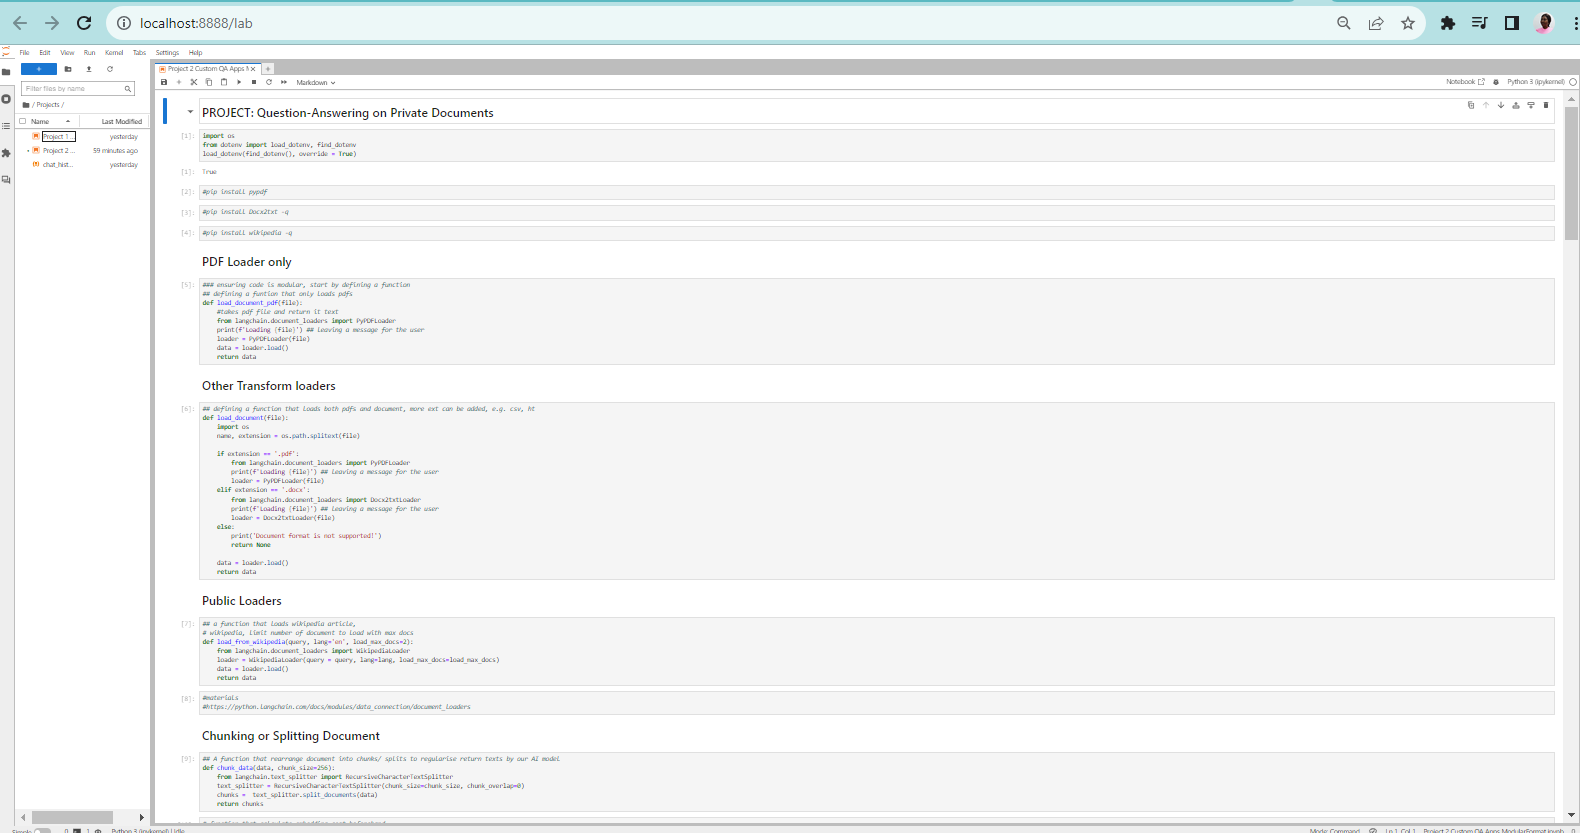 localhost:8888/lab
File Edit View Run Kernel Tabs Settings Help
Project 2 Custom QA Apps M
Filter files by name
Markdown
Notebook
Python 3 (ipykernel)
/ Projects /
Name
Last Modified
Project 1 ...
yesterday
Project 2 ...
59 minutes ago
chat_hist...
yesterday
PROJECT: Question-Answering on Private Documents
[1]:
import os
from dotenv import load_dotenv, find_dotenv
load_dotenv(find_dotenv(), override = True)
[1]: True
[2]: #pip install pypdf
[3]: #pip install Docx2txt -q
[4]: #pip install wikipedia -q
PDF Loader only
[5]: ### ensuring code is modular, start by defining a function
## defining a funtion that only loads pdfs
def load_document_pdf(file):
#takes pdf file and return it text
from langchain.document_loaders import PyPDFLoader
print(f'Loading {file}') ## leaving a message for the user
loader = PyPDFLoader(file)
data = loader.load()
return data
Other Transform loaders
[6]: ## defining a function that loads both pdfs and document, more ext can be added, e.g. csv, ht
def load_document(file):
import os
name, extension = os.path.splitext(file)
if extension == '.pdf':
from langchain.document_loaders import PyPDFLoader
print(f'Loading {file}') ## leaving a message for the user
loader = PyPDFLoader(file)
elif extension == '.docx':
from langchain.document_loaders import Docx2txtLoader
print(f'Loading {file}') ## leaving a message for the user
loader = Docx2txtLoader(file)
else:
print('Document format is not supported!')
return None
data = loader.load()
return data
Public Loaders
[7]: ## a function that loads wikipedia article,
# wikipedia, limit number of document to load with max docs
def load_from_wikipedia(query, lang='en', load_max_docs=2):
from langchain.document_loaders import WikipediaLoader
loader = WikipediaLoader(query = query, lang=lang, load_max_docs=load_max_docs)
data = loader.load()
return data
[8]: #materials
#https://python.langchain.com/docs/modules/data_connection/document_loaders
Chunking or Splitting Document
[9]: ## A function that rearrange document into chunks/ splits to regularise return texts by our AI model
def chunk_data(data, chunk_size=256):
from langchain.text_splitter import RecursiveCharacterTextSplitter
text_splitter = RecursiveCharacterTextSplitter(chunk_size=chunk_size, chunk_overlap=0)
chunks = text_splitter.split_documents(data)
return chunks
Simple
0
1
Python 3 (ipykernel) | Idle
Mode: Command
Ln 1, Col 1
Project 2 Custom QA Apps ModularFormat.ipynb
0